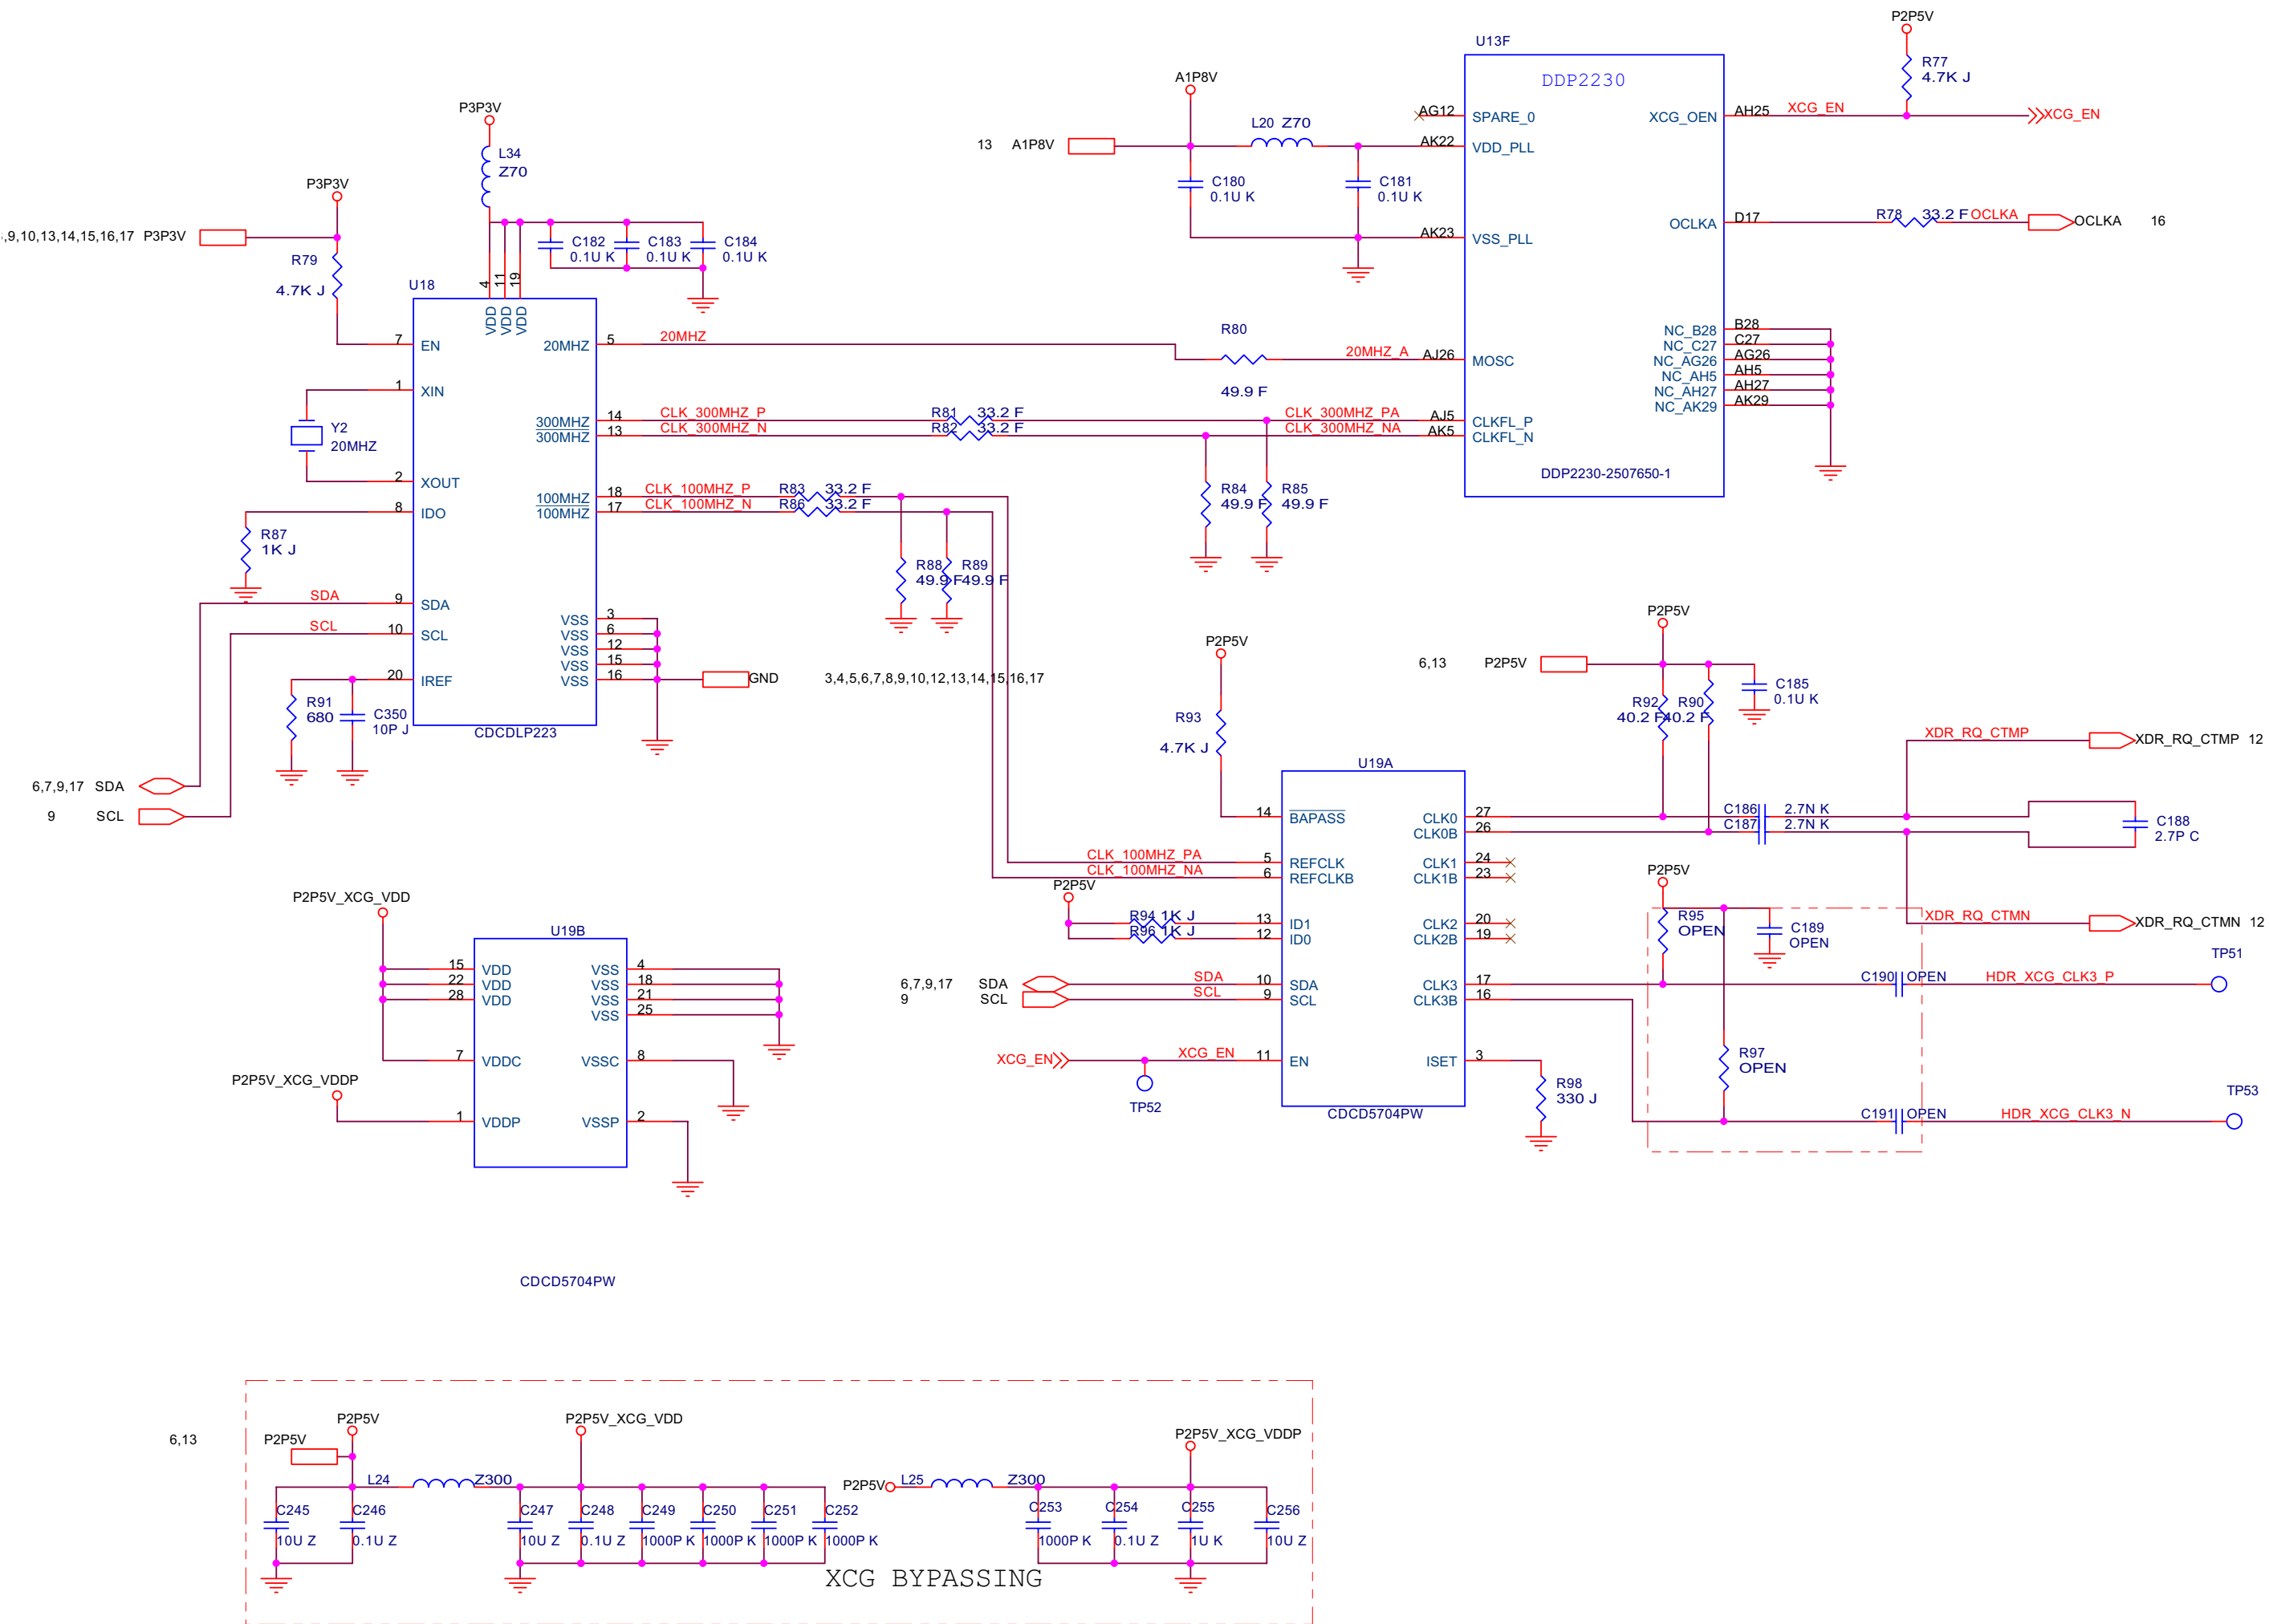 P2P5V
U13F
DDP2230
R77
4.7K J
A1P8V
P3P3V
AG12 SPARE_0 XCG_OEN AH25 XCG_EN XCG_EN
L20 Z70
13 A1P8V AK22 VDD_PLL
L34
Z70
P3P3V
C180
0.1U K
C181
0.1U K
,9,10,13,14,15,16,17 P3P3V
OCLKA D17 R78 33.2 F OCLKA OCLKA 16
AK23 VSS_PLL
C182
0.1U K
C183
0.1U K
C184
0.1U K
R79
4.7K J
U18
4 11 19
VDD VDD VDD
7 EN 20MHZ 5 20MHZ
R80
49.9 F
20MHZ_A AJ26 MOSC
NC_B28 B28
NC_C27 C27
NC_AG26 AG26
NC_AH5 AH5
NC_AH27 AH27
NC_AK29 AK29
1 XIN
Y2
20MHZ
300MHZ 14 CLK_300MHZ_P R81 33.2 F CLK_300MHZ_PA AJ5 CLKFL_P
300MHZ 13 CLK_300MHZ_N R82 33.2 F CLK_300MHZ_NA AK5 CLKFL_N
DDP2230-2507650-1
2 XOUT
100MHZ 18 CLK_100MHZ_P R83 33.2 F
100MHZ 17 CLK_100MHZ_N R86 33.2 F
R84
49.9 F
R85
49.9 F
8 IDO
R87
1K J
R88
49.9 F
R89
49.9 F
SDA 9 SDA
SCL 10 SCL
VSS 3
VSS 6
VSS 12
VSS 15
VSS 16 GND 3,4,5,6,7,8,9,10,12,13,14,15,16,17
20 IREF
R91
680
C350
10P J
CDCDLP223
6,7,9,17 SDA
9 SCL
P2P5V
P2P5V
6,13 P2P5V
R92
40.2 F
R90
40.2 F
C185
0.1U K
R93
4.7K J
XDR_RQ_CTMP XDR_RQ_CTMP 12
U19A
14 BAPASS CLK0 27 C186 2.7N K
CLK0B 26 C187 2.7N K
C188
2.7P C
CLK_100MHZ_PA 5 REFCLK CLK1 24
CLK_100MHZ_NA 6 REFCLKB CLK1B 23
P2P5V
P2P5V
R94 1K J 13 ID1 CLK2 20
R96 1K J 12 ID0 CLK2B 19
R95
OPEN
C189
OPEN
XDR_RQ_CTMN XDR_RQ_CTMN 12
TP51
6,7,9,17 SDA SDA 10 SDA CLK3 17 C190 OPEN HDR_XCG_CLK3_P
9 SCL SCL 9 SCL CLK3B 16
XCG_EN XCG_EN 11 EN ISET 3
TP52
R97
OPEN
R98
330 J
TP53
CDCD5704PW
C191 OPEN HDR_XCG_CLK3_N
P2P5V_XCG_VDD
U19B
15 VDD VSS 4
22 VDD VSS 18
28 VDD VSS 21
VSS 25
7 VDDC VSSC 8
P2P5V_XCG_VDDP
1 VDDP VSSP 2
CDCD5704PW
P2P5V P2P5V_XCG_VDD P2P5V_XCG_VDDP
6,13 P2P5V
L24 Z300 P2P5V L25 Z300
C245
10U Z
C246
0.1U Z
C247
10U Z
C248
0.1U Z
C249
1000P K
C250
1000P K
C251
1000P K
C252
1000P K
C253
1000P K
C254
0.1U Z
C255
1U K
C256
10U Z
XCG BYPASSING